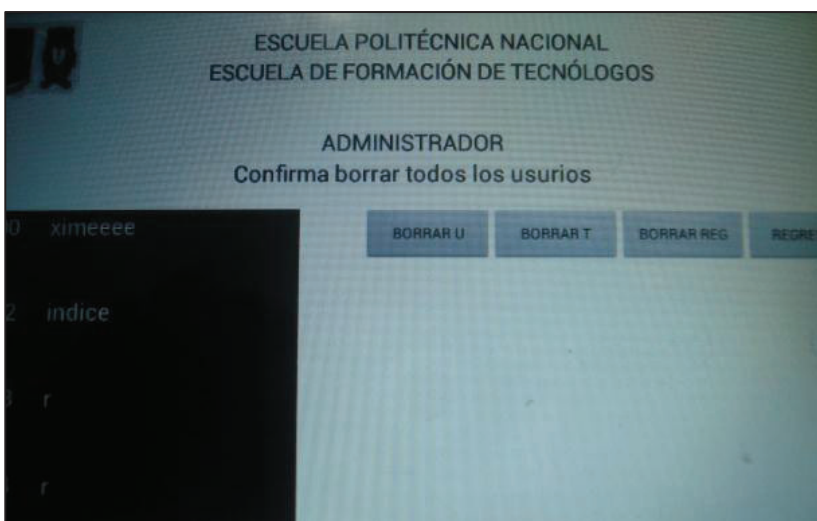 ESCUELA POLITÉCNICA NACIONAL
ESCUELA DE FORMACIÓN DE TECNÓLOGOS
ADMINISTRADOR
Confirma borrar todos los usurios
ximeeee
BORRAR U BORRAR T BORRAR REG
indice
r
r